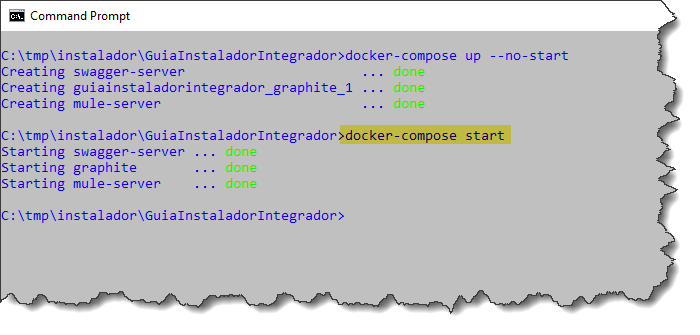 Command Prompt
C:\tmp\instalador\GuiaInstaladorIntegrador>docker-compose up --no-start
Creating swagger-server ... done
Creating guiainstaladorintegrador_graphite_1 ... done
Creating mule-server ... done
C:\tmp\instalador\GuiaInstaladorIntegrador>docker-compose start
Starting swagger-server ... done
Starting graphite ... done
Starting mule-server ... done
C:\tmp\instalador\GuiaInstaladorIntegrador>